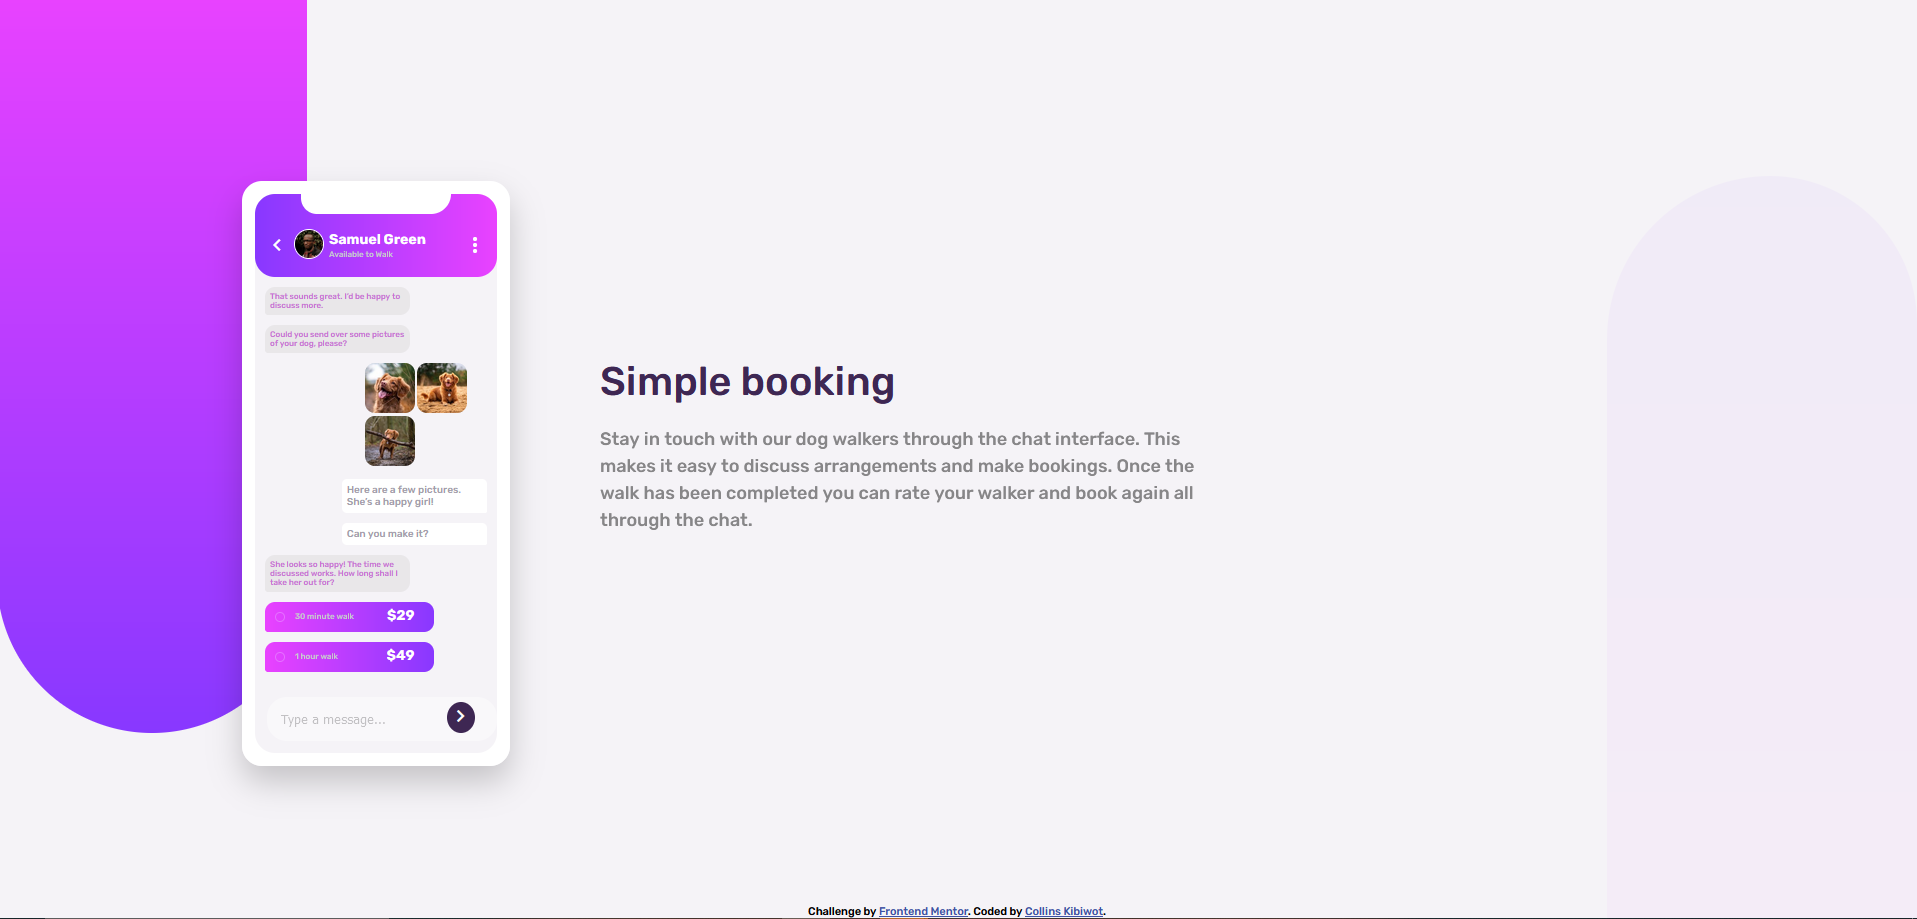 Samuel Green
Available to Walk
That sounds great. I'd be happy to
discuss more.
Could you send over some pictures
of your dog, please?
Here are a few pictures.
She's a happy girl!
Can you make it?
She looks so happy! The time we
discussed works. How long shall I
take her out for?
30 minute walk $29
1 hour walk $49
Type a message...
Simple booking
Stay in touch with our dog walkers through the chat interface. This
makes it easy to discuss arrangements and make bookings. Once the
walk has been completed you can rate your walker and book again all
through the chat.
Challenge by Frontend Mentor. Coded by Collins Kibiwot.